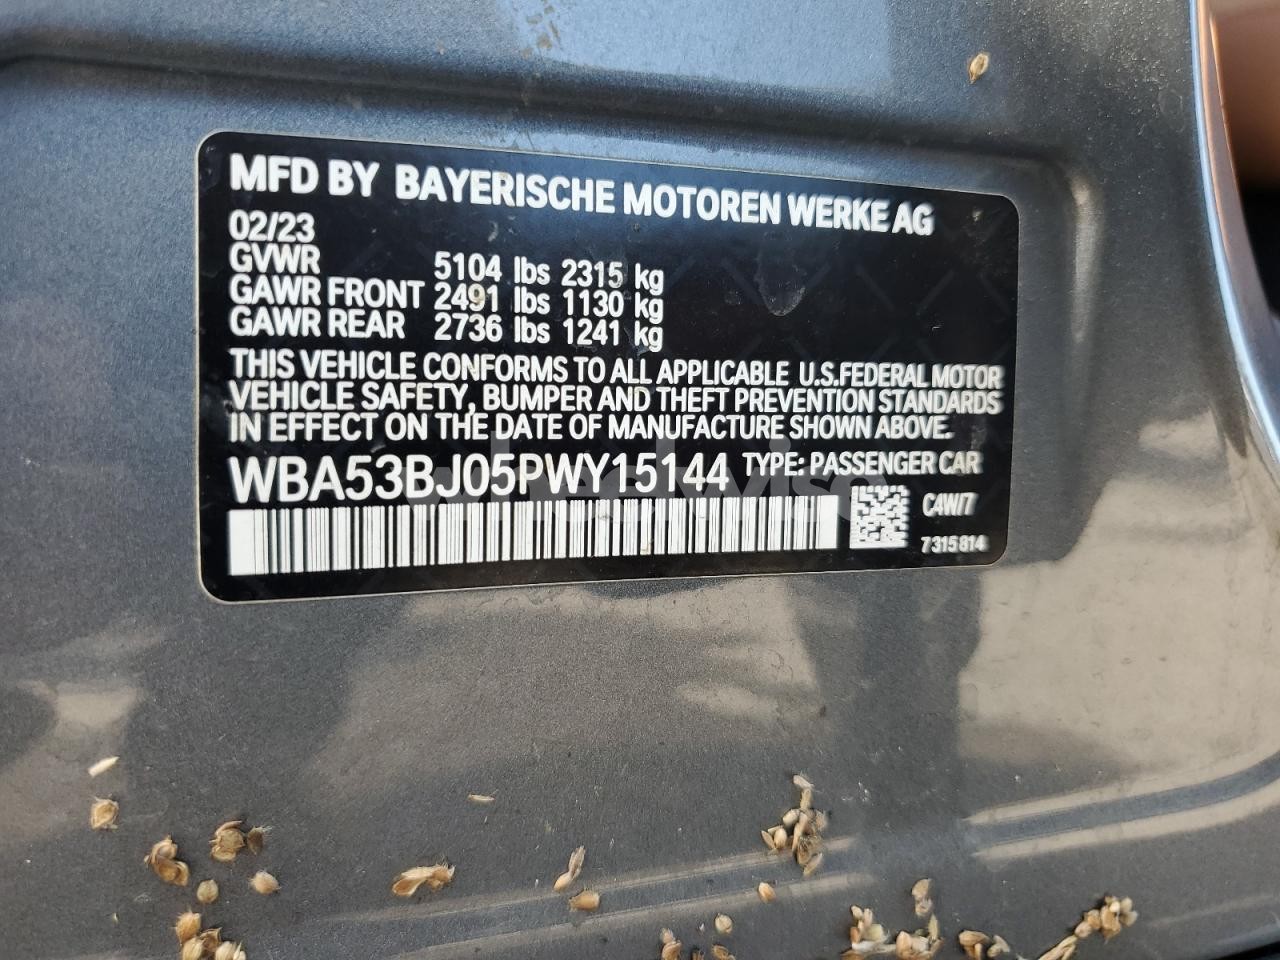 MFD BY BAYERISCHE MOTOREN WERKE AG
02/23
GVWR 5104 lbs 2315 kg
GAWR FRONT 2491 lbs 1130 kg
GAWR REAR 2736 lbs 1241 kg
THIS VEHICLE CONFORMS TO ALL APPLICABLE U.S.FEDERAL MOTOR
VEHICLE SAFETY, BUMPER AND THEFT PREVENTION STANDARDS
IN EFFECT ON THE DATE OF MANUFACTURE SHOWN ABOVE.
WBA53BJ05PWY15144 TYPE: PASSENGER CAR
C4W/7
7315814